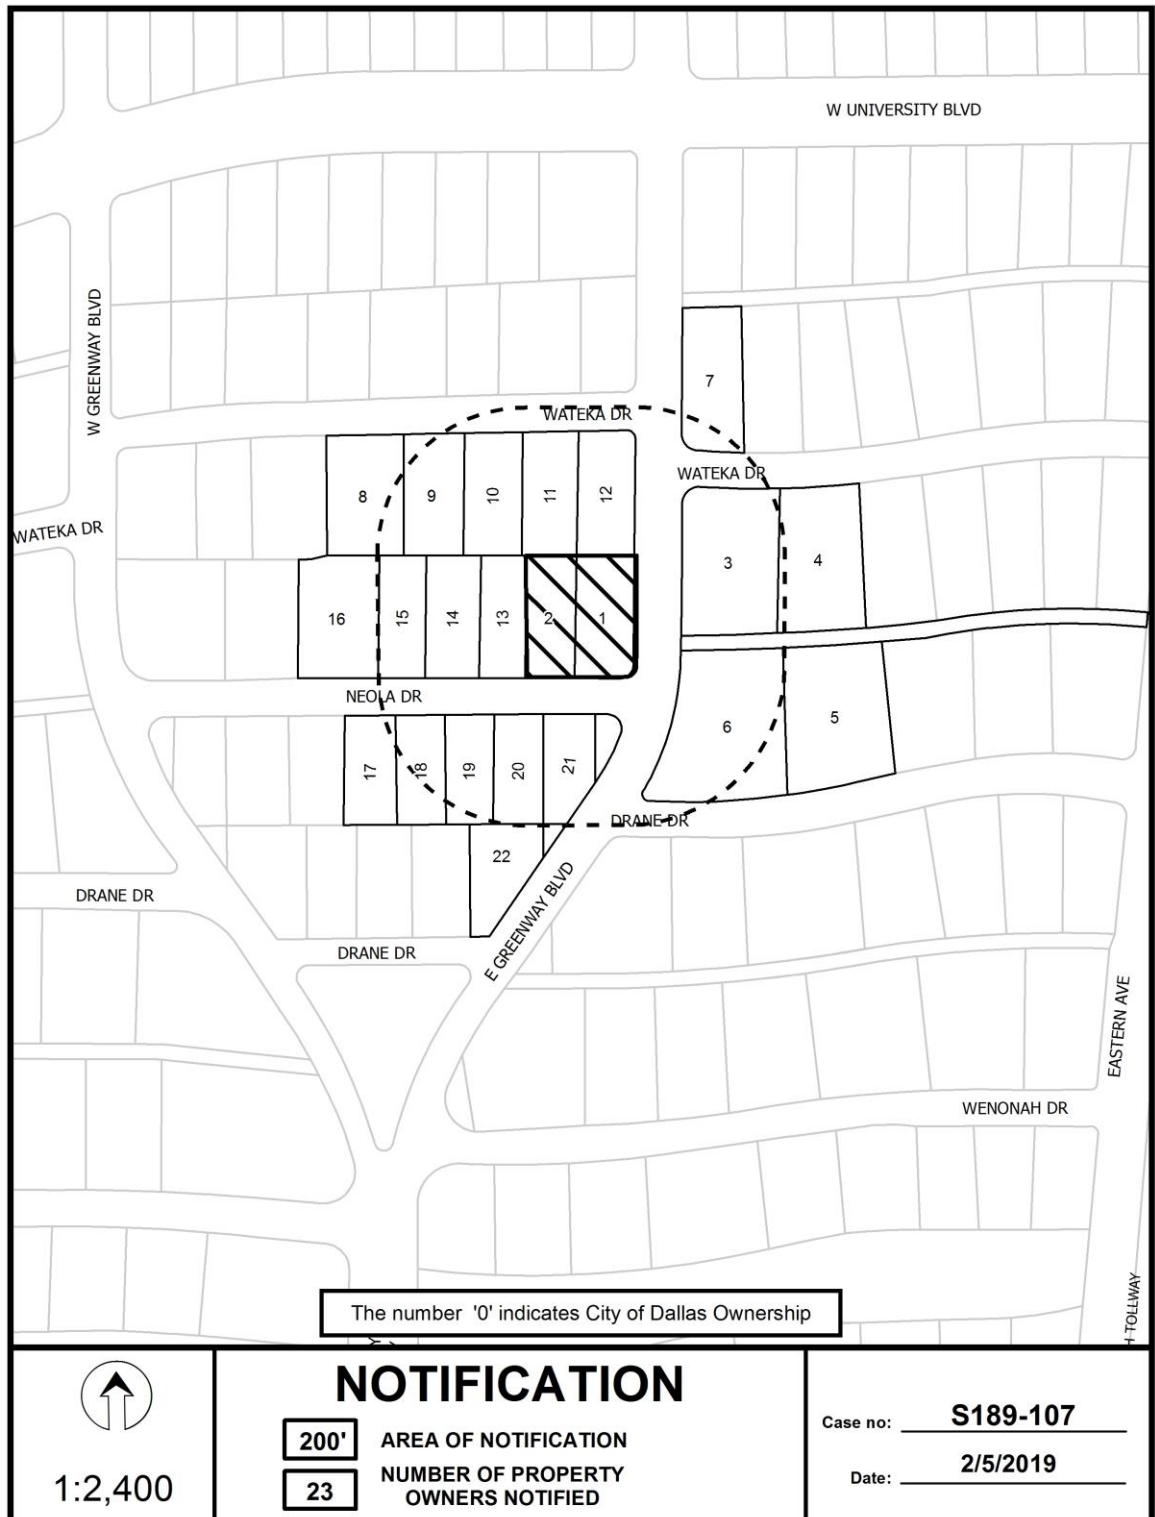 W UNIVERSITY BLVD
W GREENWAY BLVD
7
WATEKA DR
WATEKA DR
8
9
10
11
12
WATEKA DR
3
4
16
15
14
13
2
1
NEOLA DR
6
5
17
18
19
20
21
DRANE DR
22
DRANE DR
E GREENWAY BLVD
DRANE DR
EASTERN AVE
WENONAH DR
H TOLLWAY
The number '0' indicates City of Dallas Ownership
1:2,400
NOTIFICATION
200' AREA OF NOTIFICATION
23 NUMBER OF PROPERTY
OWNERS NOTIFIED
Case no: S189-107
Date: 2/5/2019